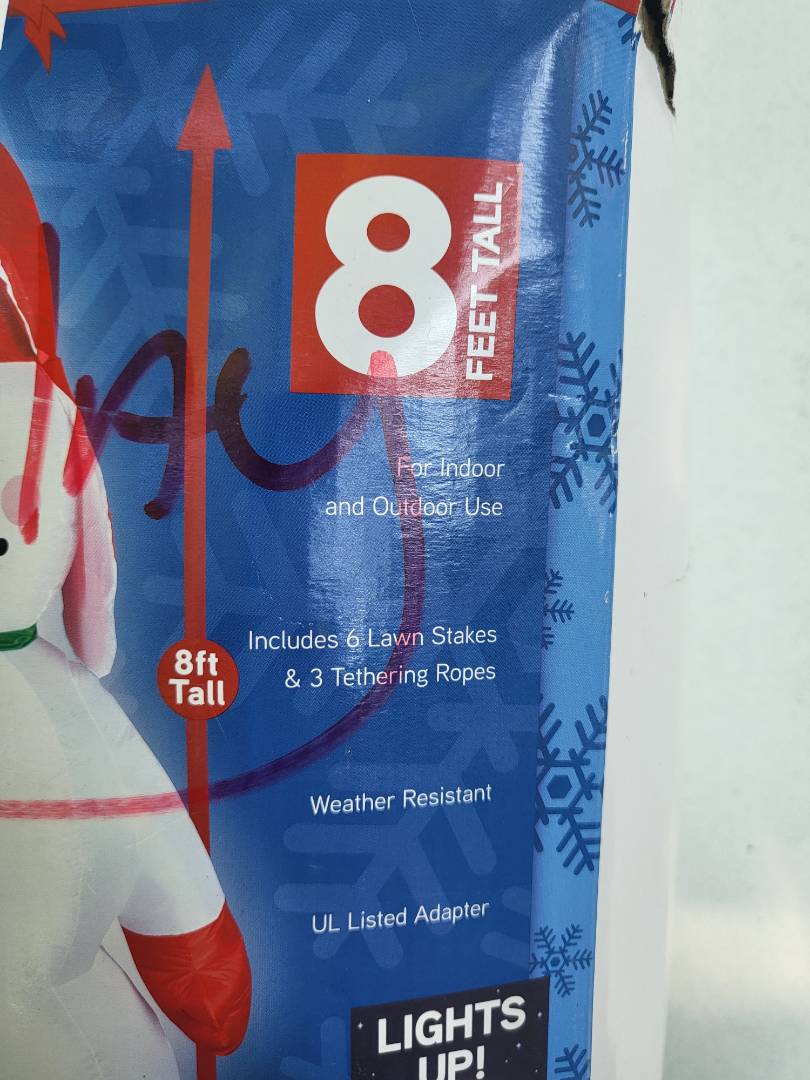 8
FEET TALL
For Indoor
and Outdoor Use
Includes 6 Lawn Stakes
& 3 Tethering Ropes
8ft
Tall
Weather Resistant
UL Listed Adapter
LIGHTS
UP!